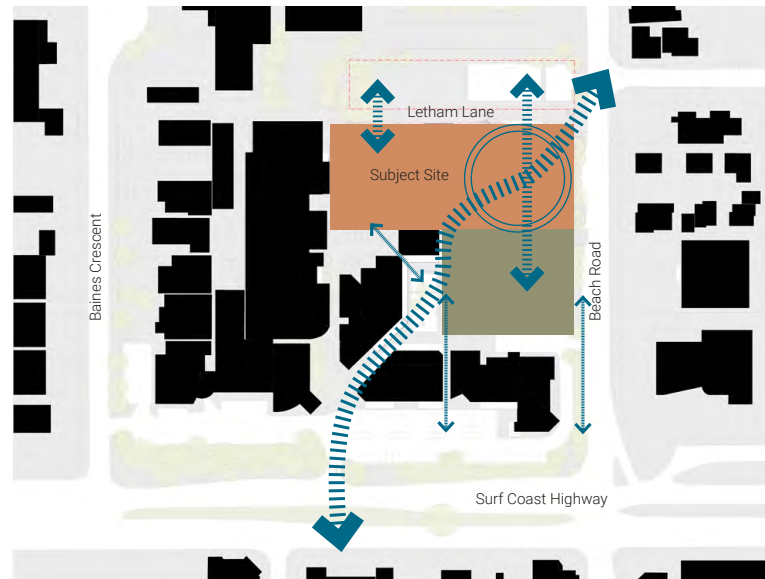 Letham Lane
Subject Site
Baines Crescent
Beach Road
Surf Coast Highway